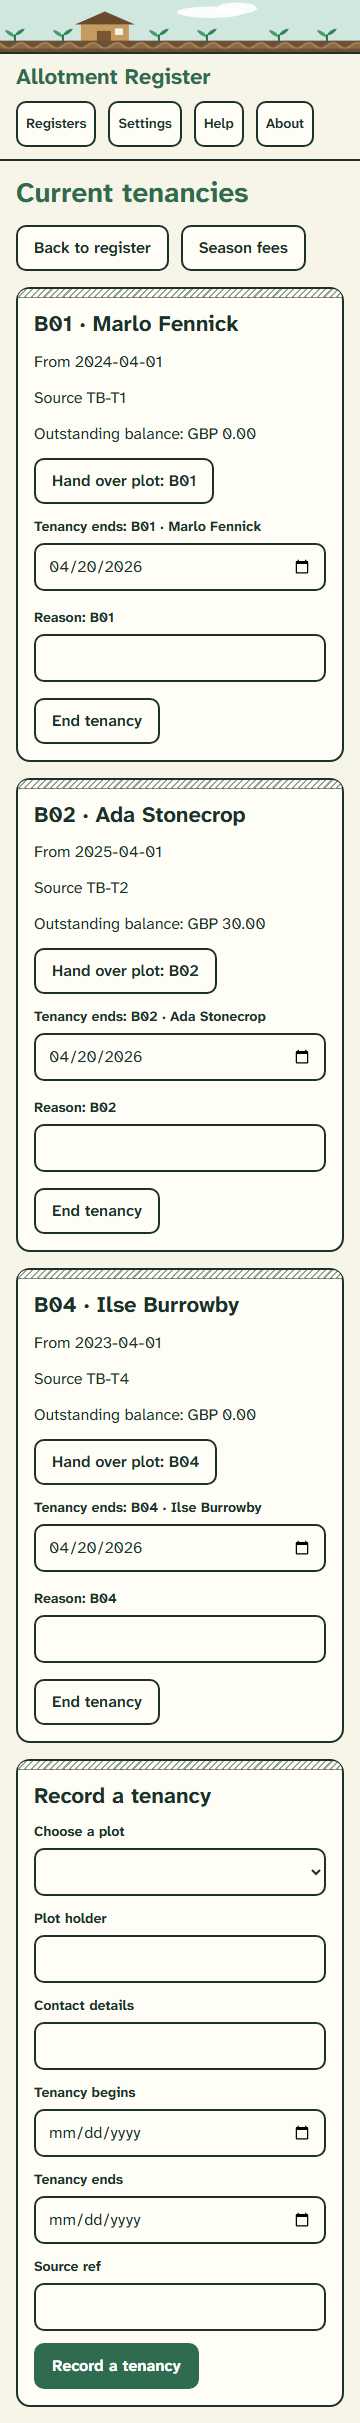 Allotment Register
Registers
Settings
Help
About
Current tenancies
Back to register
Season fees
B01 · Marlo Fennick
From 2024-04-01
Source TB-T1
Outstanding balance: GBP 0.00
Hand over plot: B01
Tenancy ends: B01 · Marlo Fennick
04/20/2026
Reason: B01
End tenancy
B02 · Ada Stonecrop
From 2025-04-01
Source TB-T2
Outstanding balance: GBP 30.00
Hand over plot: B02
Tenancy ends: B02 · Ada Stonecrop
04/20/2026
Reason: B02
End tenancy
B04 · Ilse Burrowby
From 2023-04-01
Source TB-T4
Outstanding balance: GBP 0.00
Hand over plot: B04
Tenancy ends: B04 · Ilse Burrowby
04/20/2026
Reason: B04
End tenancy
Record a tenancy
Choose a plot
Plot holder
Contact details
Tenancy begins
mm/dd/yyyy
Tenancy ends
mm/dd/yyyy
Source ref
Record a tenancy